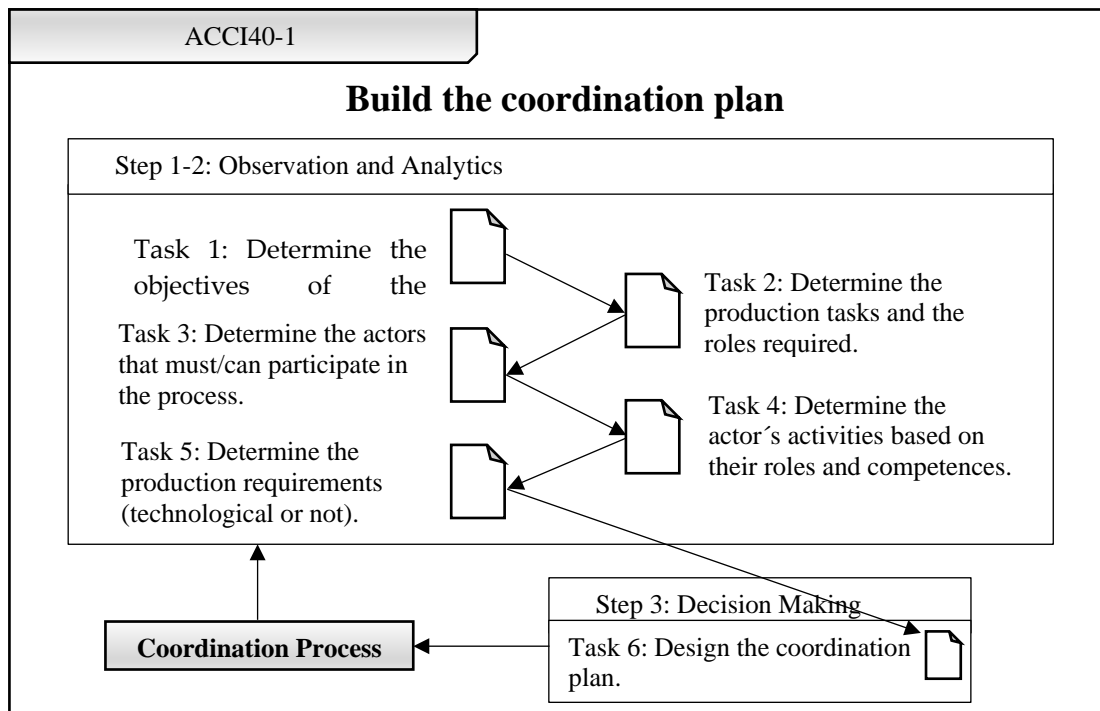 ACCI40-1
Build the coordination plan
Step 1-2: Observation and Analytics
Task 1: Determine the
objectives of the
Task 2: Determine the
production tasks and the
roles required.
Task 3: Determine the actors
that must/can participate in
the process.
Task 4: Determine the
actor´s activities based on
their roles and competences.
Task 5: Determine the
production requirements
(technological or not).
Step 3: Decision Making
Task 6: Design the coordination
plan.
Coordination Process